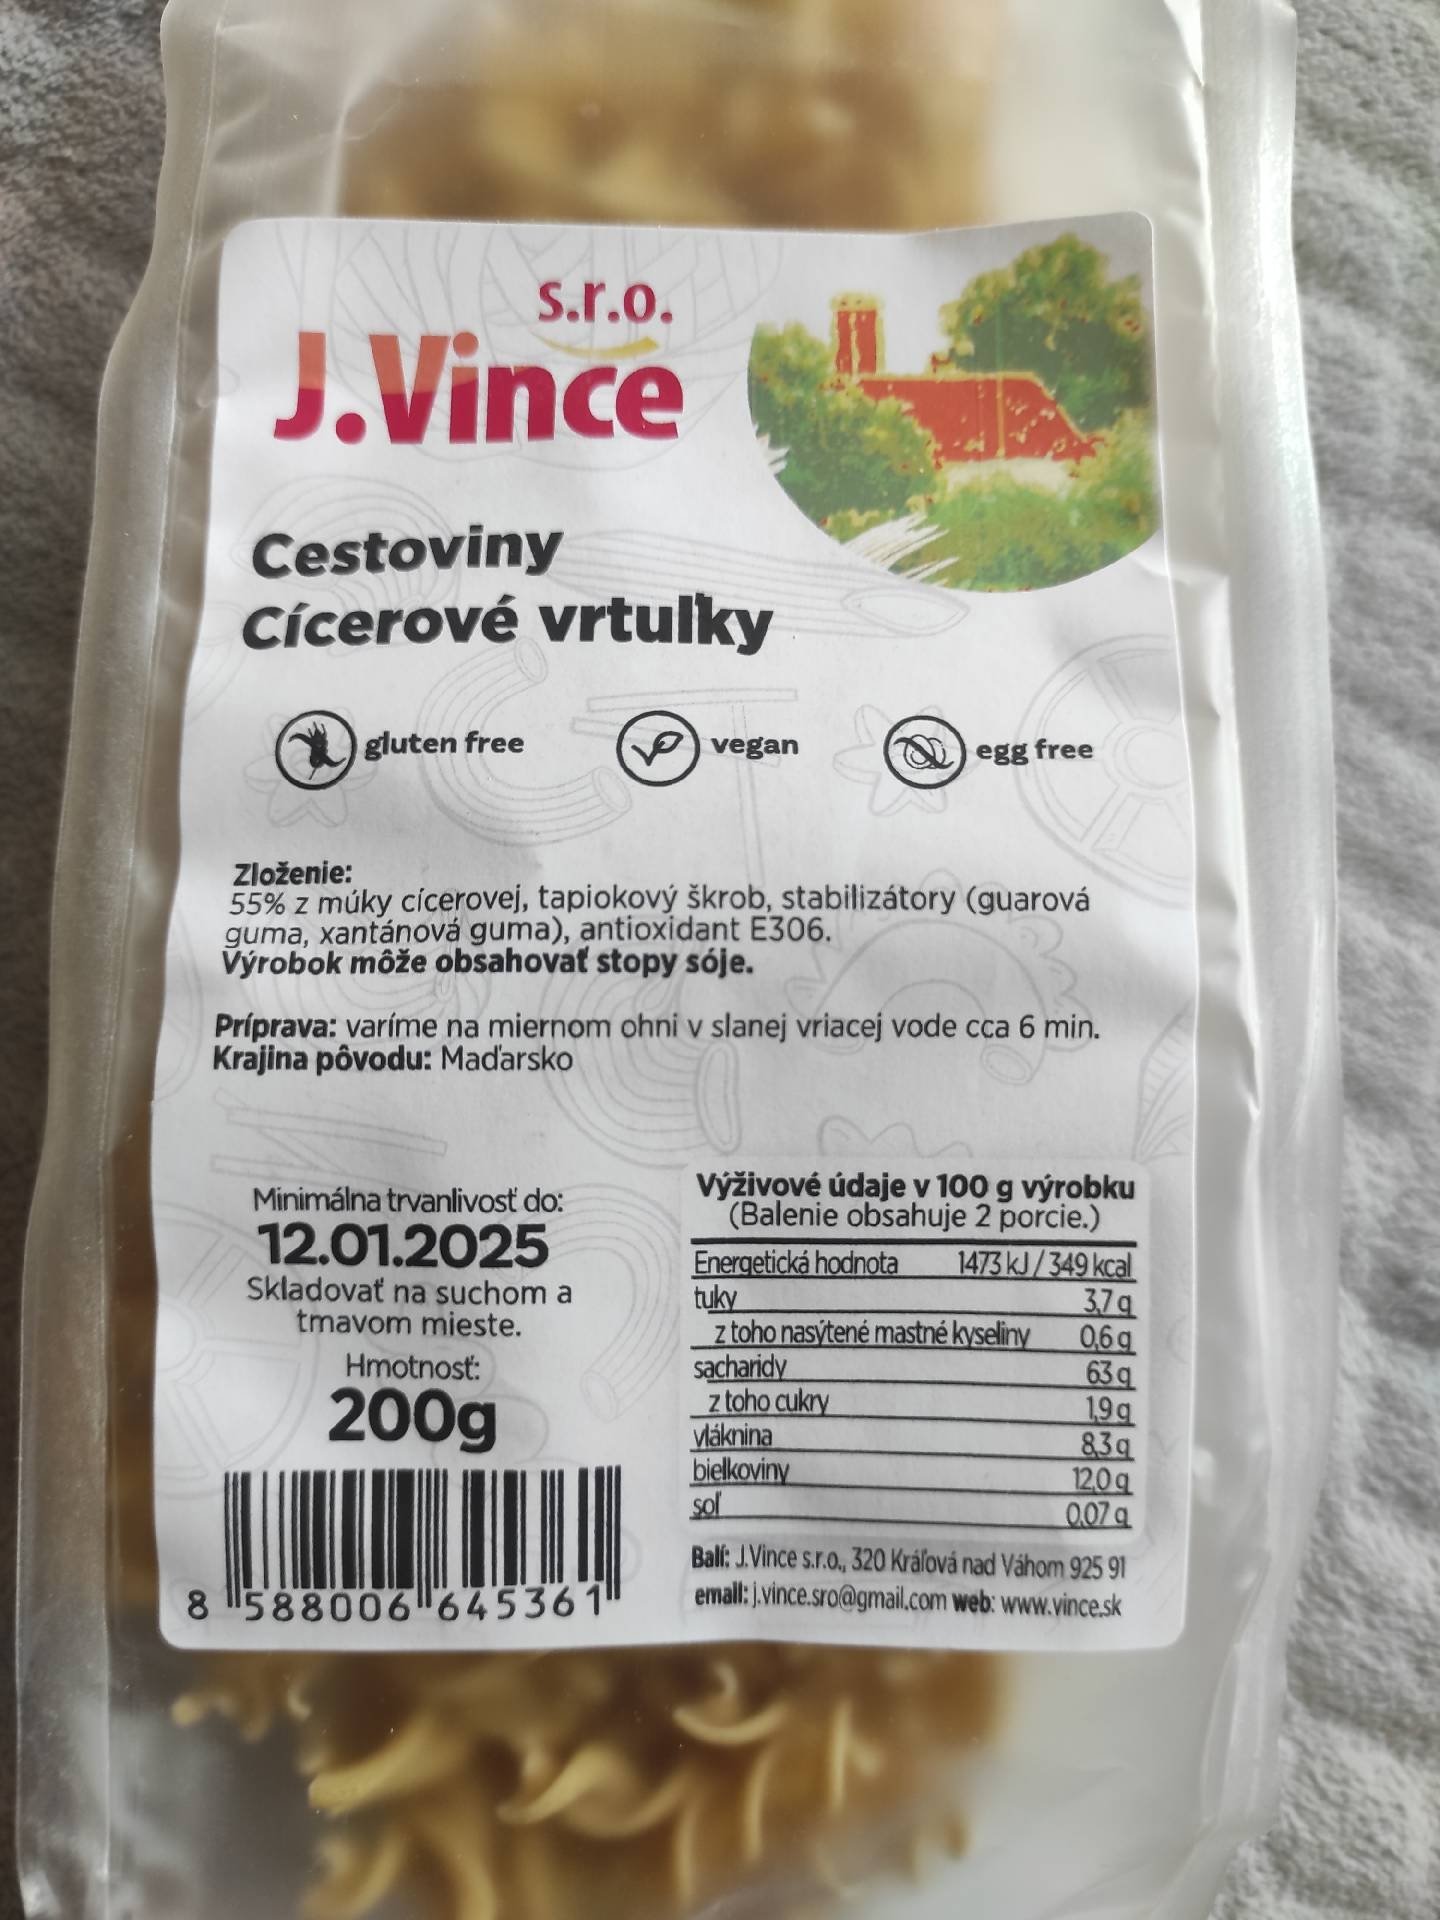 s.r.o.
J.Vince
Cestoviny
Cícerové vrtuľky
gluten free
vegan
egg free
Zloženie:
55% z múky cícerovej, tapiokový škrob, stabilizátory (guarová
guma, xantánová guma), antioxidant E306.
Výrobok môže obsahovať stopy sóje.
Príprava: varíme na miernom ohni v slanej vriacej vode cca 6 min.
Krajina pôvodu: Maďarsko
Minimálna trvanlivosť do:
12.01.2025
Skladovať na suchom a
tmavom mieste.
Hmotnosť:
200g
8 588006 645361
Výživové údaje v 100 g výrobku
(Balenie obsahuje 2 porcie.)
Energetická hodnota 1473 kJ / 349 kcal
tuky 3,7 g
z toho nasýtené mastné kyseliny 0,6 g
sacharidy 63 g
z toho cukry 1,9 g
vláknina 8,3 g
bielkoviny 12,0 g
soľ 0,07 g
Balí: J.Vince s.r.o., 320 Kráľová nad Váhom 925 91
email: j.vince.sro@gmail.com web: www.vince.sk